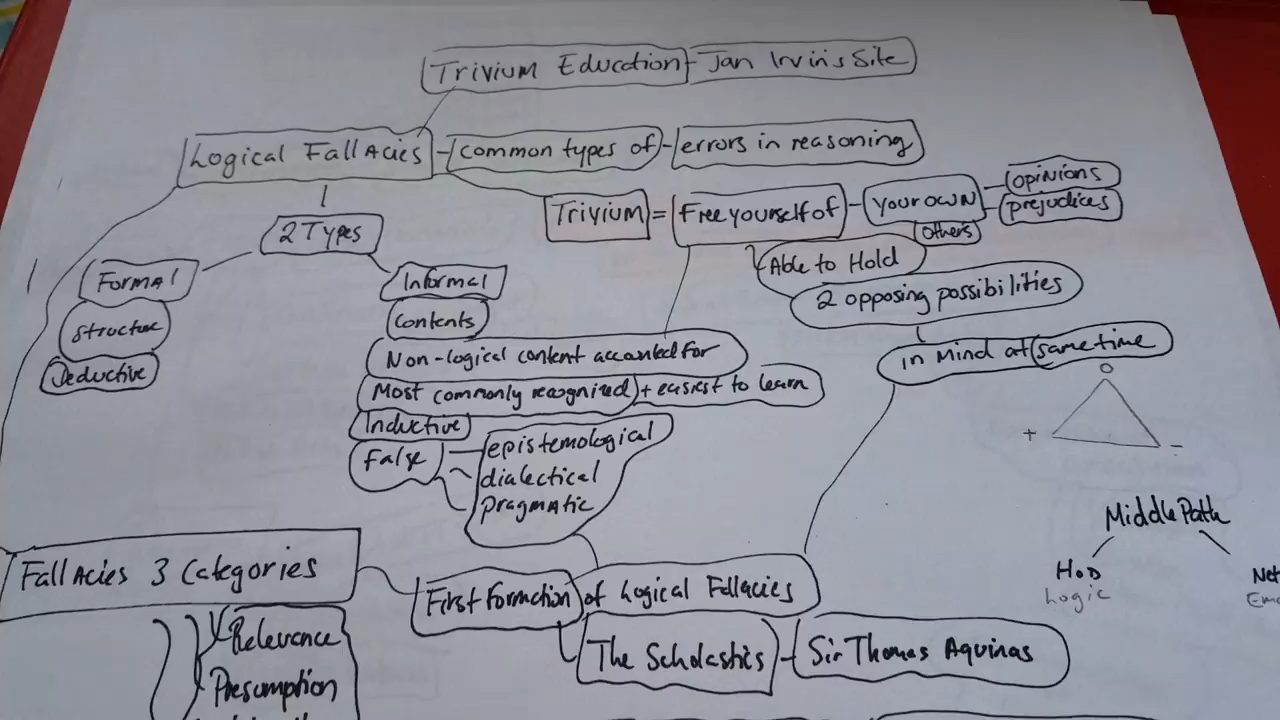 Trivium Education - Jan Irvin's Site
Logical Fallacies - common types of - errors in reasoning
Trivium = Free yourself of - your own
opinions
prejudices
others
2 Types
Able to Hold
2 opposing possibilities
in Mind at same time
Formal
Structure
Deductive
Informal
Contents
Non-logical content accounted for
Most commonly recognized + easiest to learn
Inductive
False
epistemological
dialectical
pragmatic
O
+ -
Middle Path
Hod
Logic
Net
Emo
Fallacies 3 Categories
First formation of Logical Fallacies
The Scholastics - Sir Thomas Aquinas
Relevance
Presumption